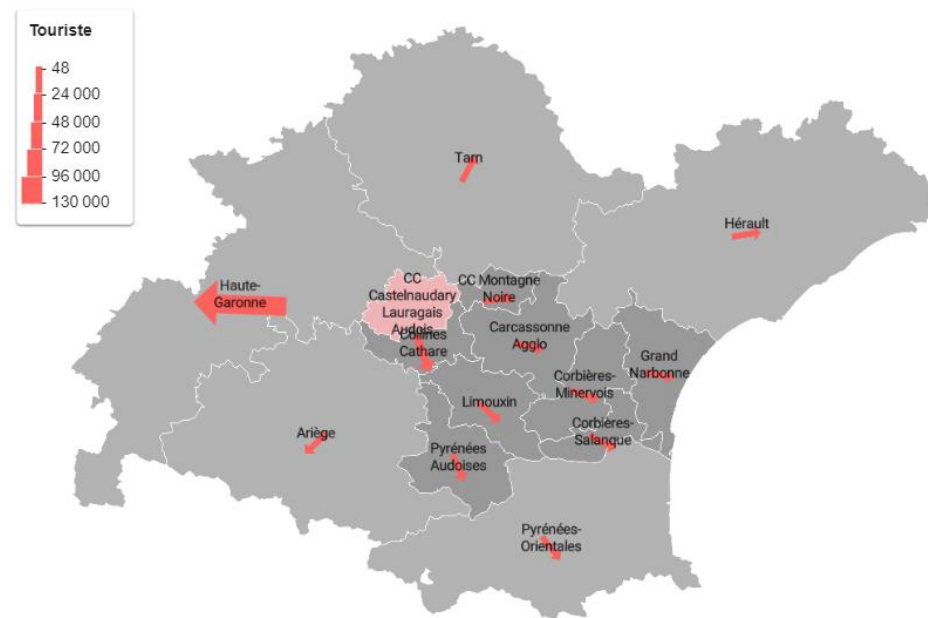 Touriste
48
24 000
48 000
72 000
96 000
130 000
Tarn
Hérault
Haute-
Garonne
CC
Castelnaudary
Lauragais
Audois
CC Montagne
Noire
Collines
Cathare
Carcassonne
Agglo
Grand
Narbonne
Corbières-
Minervois
Limouxin
Corbières-
Salanque
Ariège
Pyrénées
Audoises
Pyrénées-
Orientales